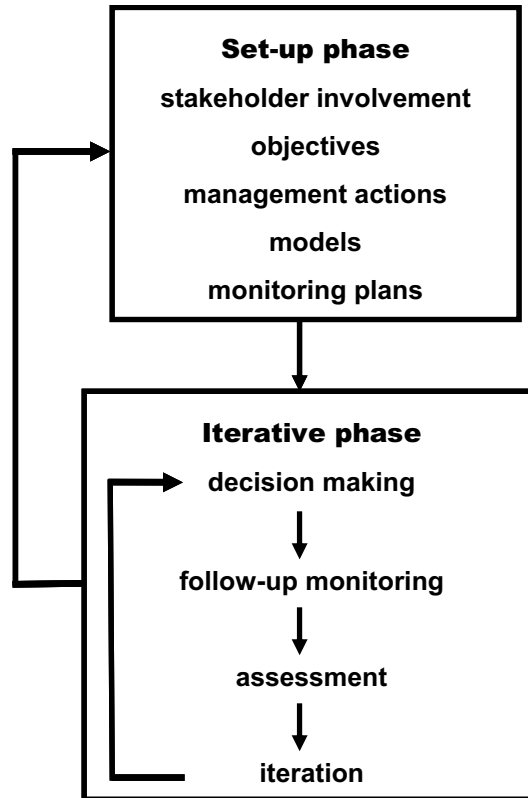 Set-up phase
stakeholder involvement
objectives
management actions
models
monitoring plans
Iterative phase
decision making
follow-up monitoring
assessment
iteration